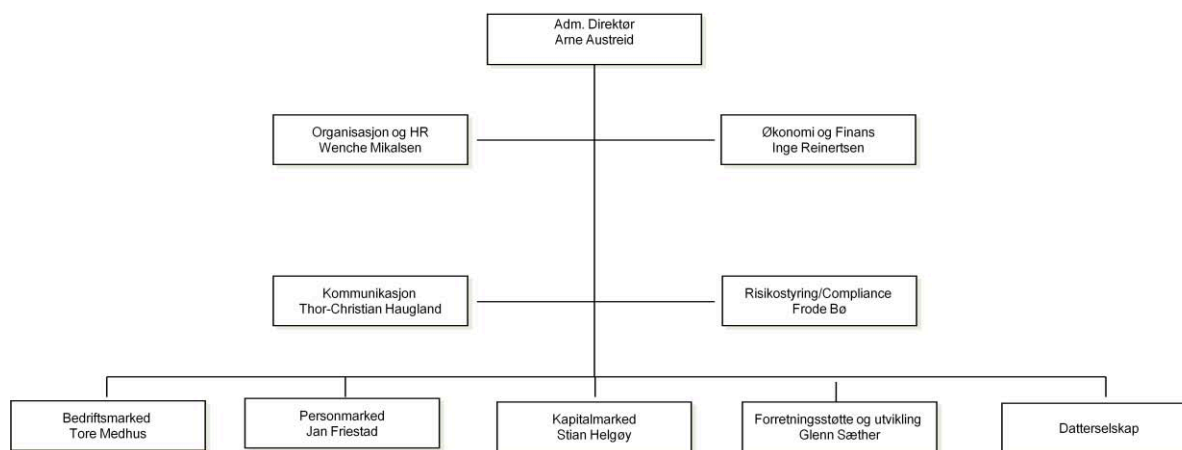 Adm. Direktør
Arne Austreid
Organisasjon og HR
Wenche Mikalsen
Økonomi og Finans
Inge Reinertsen
Kommunikasjon
Thor-Christian Haugland
Risikostyring/Compliance
Frode Bø
Bedriftsmarked
Tore Medhus
Personmarked
Jan Friestad
Kapitalmarked
Stian Helgøy
Forretningsstøtte og utvikling
Glenn Sæther
Datterselskap